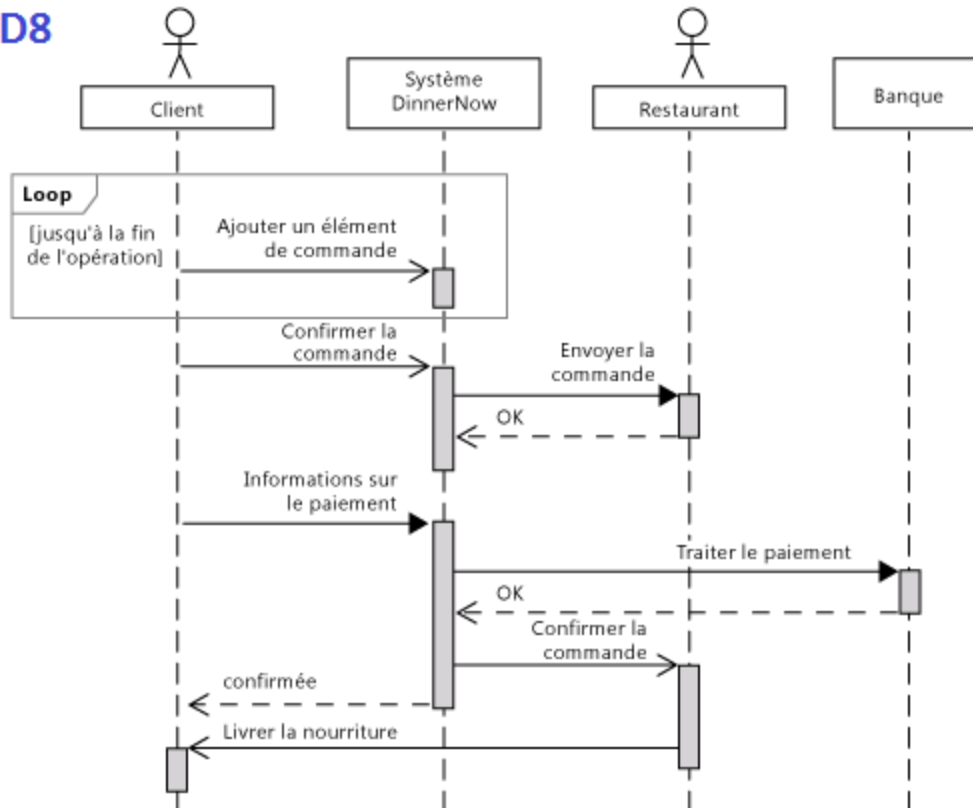 D8
Client
Système
DinnerNow
Restaurant
Banque
Loop
[jusqu'à la fin
de l'opération]
Ajouter un élément
de commande
Confirmer la
commande
Envoyer la
commande
OK
Informations sur
le paiement
Traiter le paiement
OK
Confirmer la
commande
confirmée
Livrer la nourriture